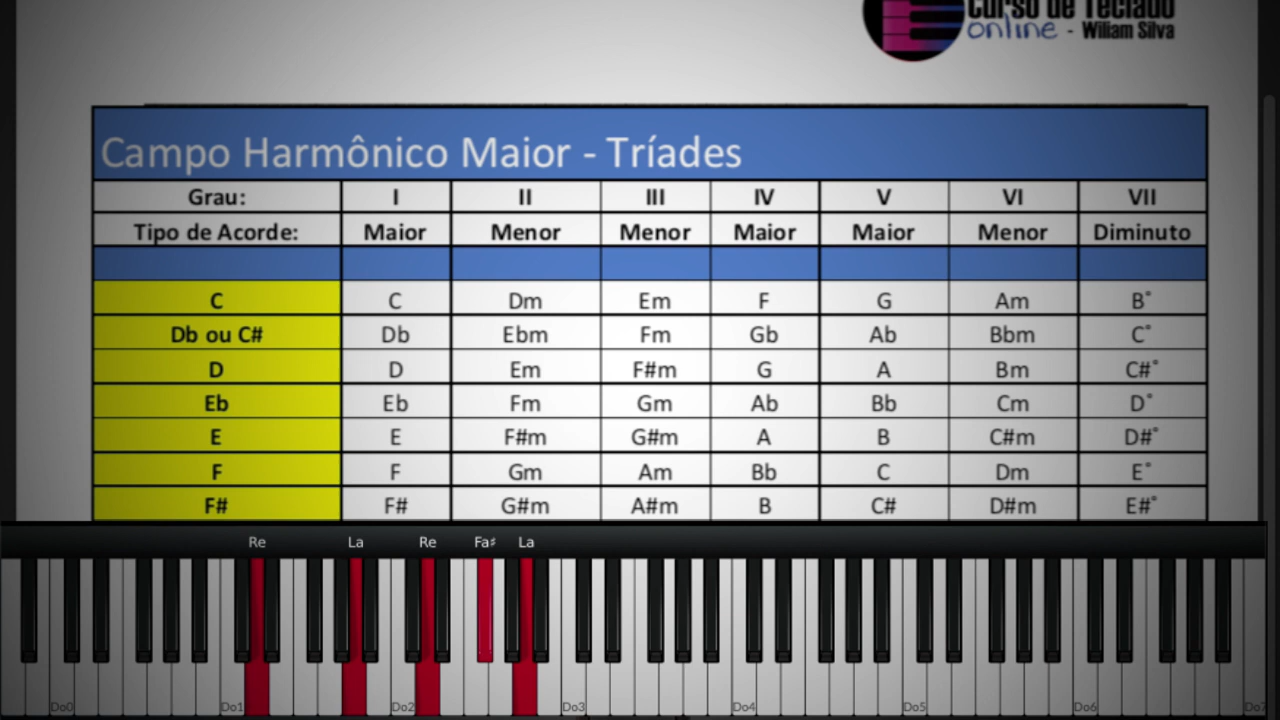 Curso de Teclado
online - Wiliam Silva
Campo Harmônico Maior - Tríades
Grau: I II III IV V VI VII
Tipo de Acorde: Maior Menor Menor Maior Maior Menor Diminuto
C C Dm Em F G Am B°
Db ou C# Db Ebm Fm Gb Ab Bbm C°
D D Em F#m G A Bm C#°
Eb Eb Fm Gm Ab Bb Cm D°
E E F#m G#m A B C#m D#°
F F Gm Am Bb C Dm E°
F# F# G#m A#m B C# D#m E#°
Re La Re Fa♯ La
Do0 Do1 Do2 Do3 Do4 Do5 Do6 Do7